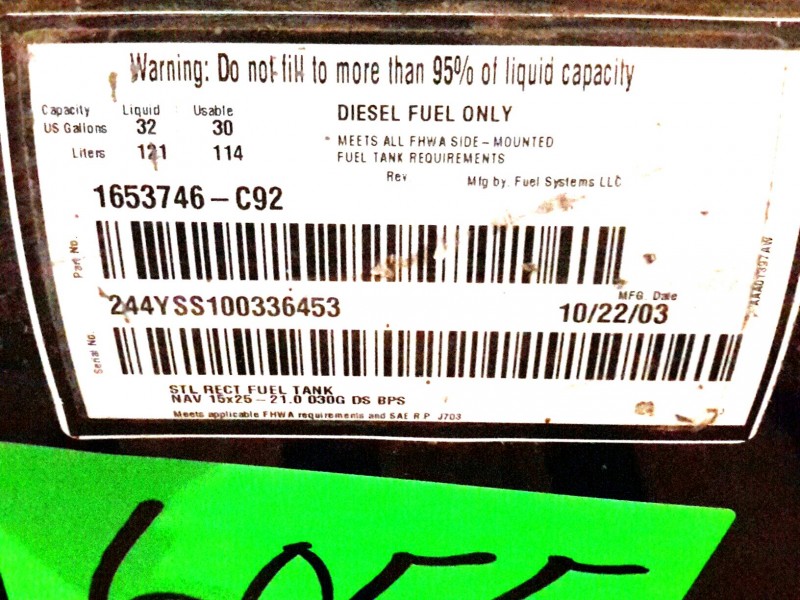 Warning: Do not fill to more than 95% of liquid capacity
Capacity Liquid Usable
US Gallons 32 30
Liters 121 114
DIESEL FUEL ONLY
MEETS ALL FHWA SIDE-MOUNTED
FUEL TANK REQUIREMENTS
Rev Mfg by. Fuel Systems LLC
1653746-C92
Part No.
244YSS100336453
MFG. Date
10/22/03
Serial No.
STL RECT FUEL TANK
NAV 15x25-21.0 030G DS BPS
Meets applicable FHWA requirements and SAE R.P. J703